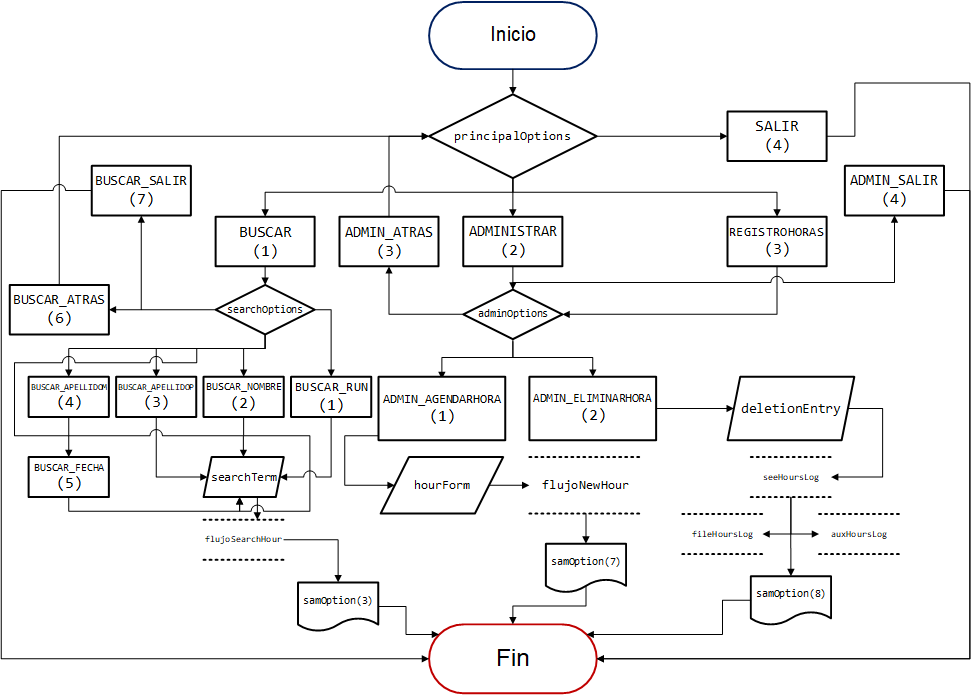 Inicio
principalOptions
SALIR
(4)
BUSCAR_SALIR
(7)
ADMIN_SALIR
(4)
BUSCAR
(1)
ADMIN_ATRAS
(3)
ADMINISTRAR
(2)
REGISTROHORAS
(3)
BUSCAR_ATRAS
(6)
searchOptions
adminOptions
BUSCAR_APELLIDOM
(4)
BUSCAR_APELLIDOP
(3)
BUSCAR_NOMBRE
(2)
BUSCAR_RUN
(1)
ADMIN_AGENDARHORA
(1)
ADMIN_ELIMINARHORA
(2)
deletionEntry
BUSCAR_FECHA
(5)
searchTerm
hourForm
flujoNewHour
seeHoursLog
flujoSearchHour
fileHoursLog
auxHoursLog
samOption(7)
samOption(3)
samOption(8)
Fin